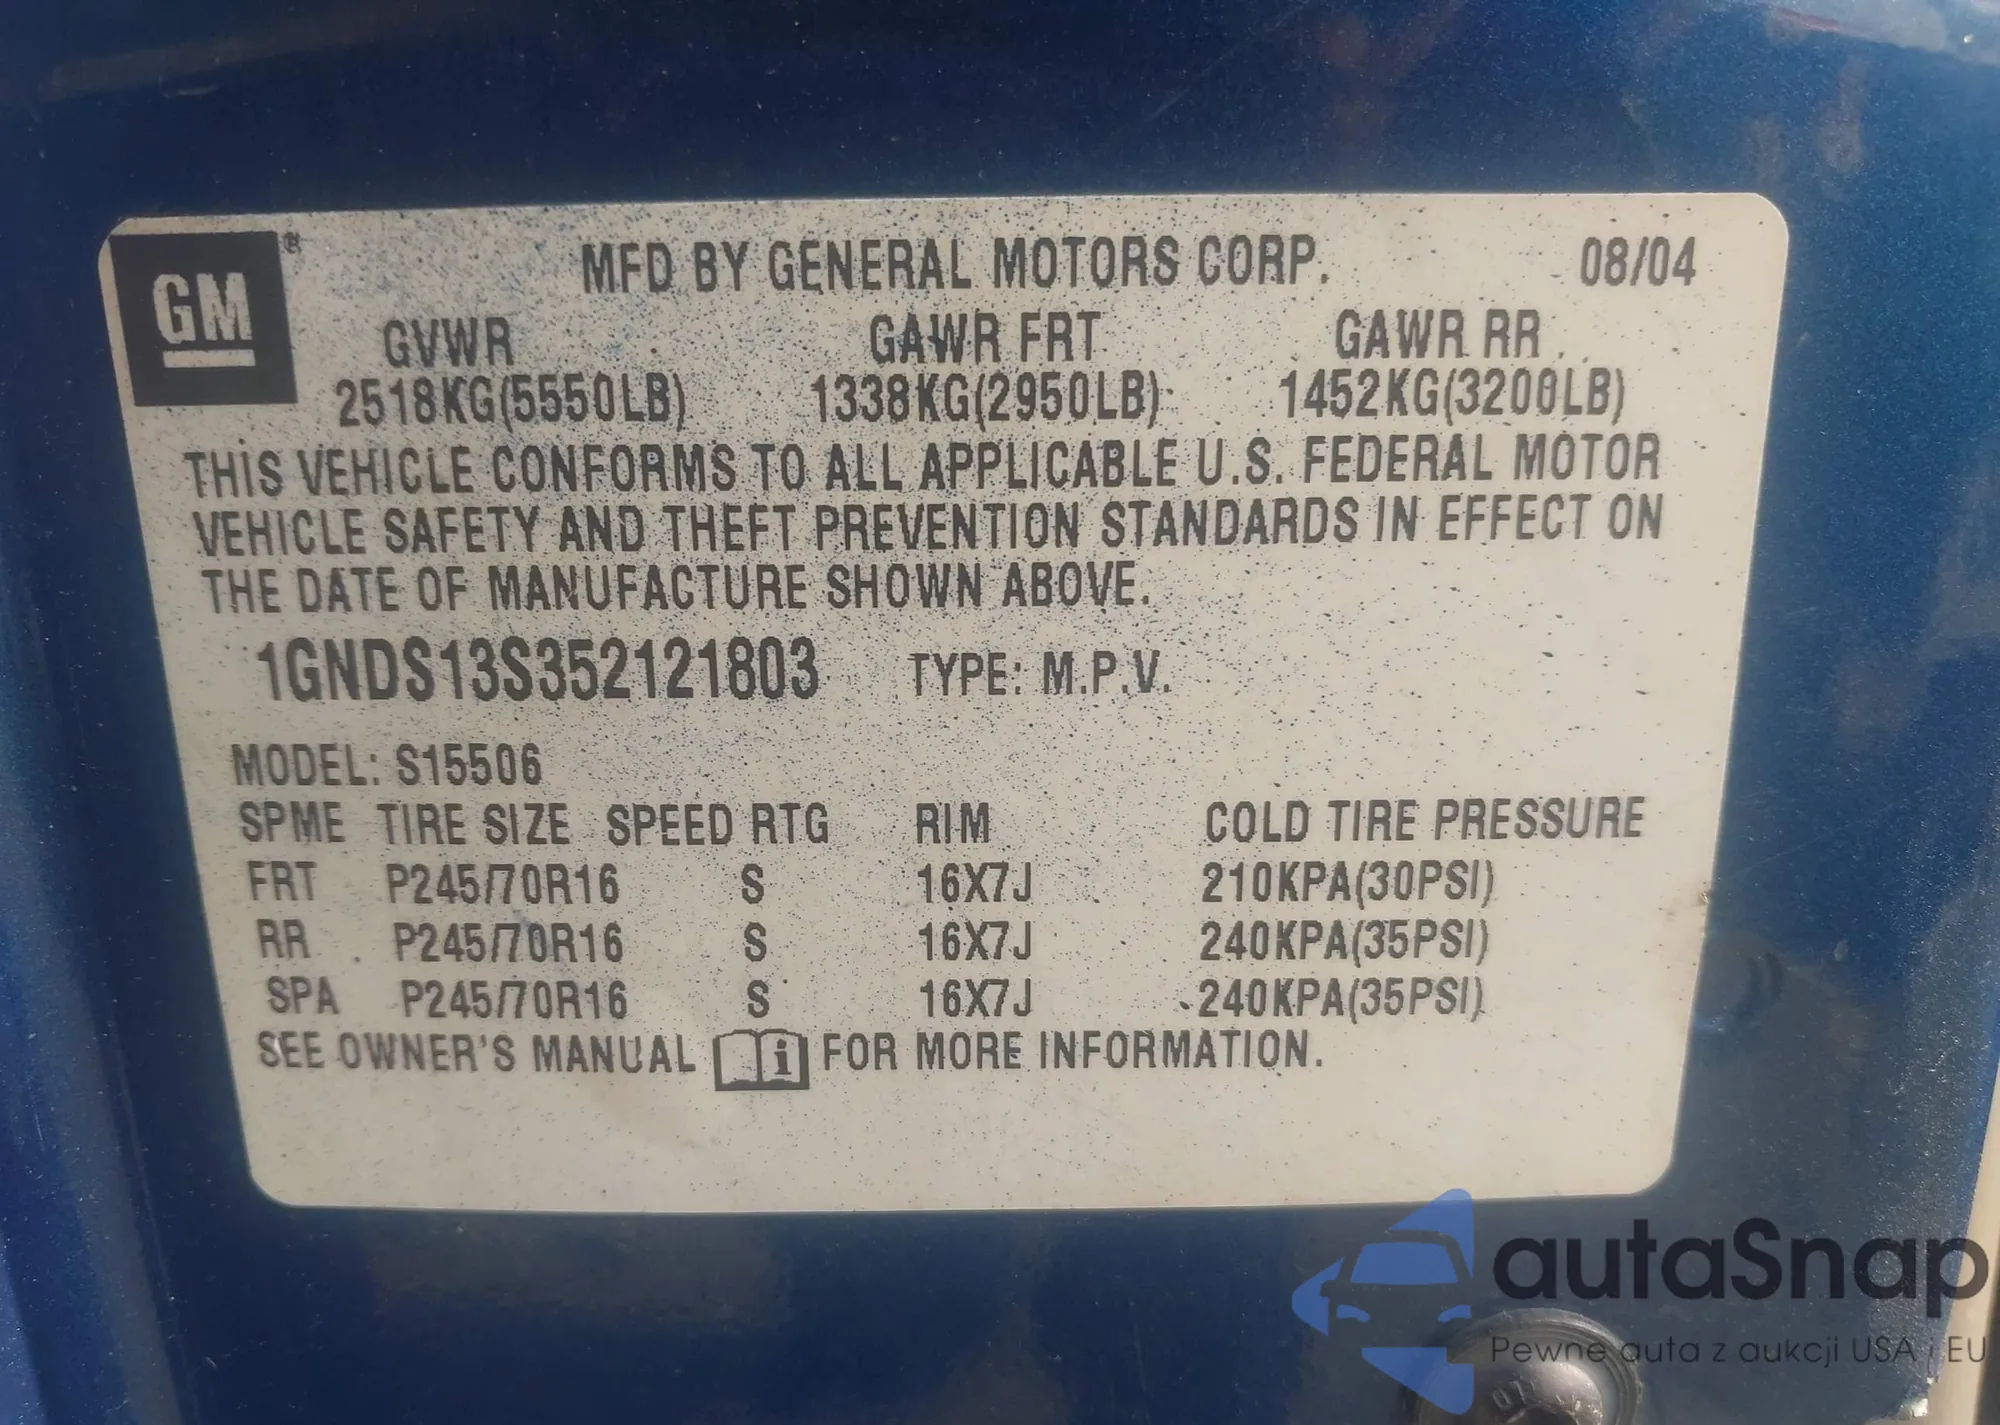 GM ®
MFD BY GENERAL MOTORS CORP. 08/04
GVWR GAWR FRT GAWR RR
2518KG(5550LB) 1338KG(2950LB) 1452KG(3200LB)
THIS VEHICLE CONFORMS TO ALL APPLICABLE U.S. FEDERAL MOTOR
VEHICLE SAFETY AND THEFT PREVENTION STANDARDS IN EFFECT ON
THE DATE OF MANUFACTURE SHOWN ABOVE.
1GNDS13S352121803 TYPE: M.P.V.
MODEL: S15506
SPME TIRE SIZE SPEED RTG RIM COLD TIRE PRESSURE
FRT P245/70R16 S 16X7J 210KPA(30PSI)
RR P245/70R16 S 16X7J 240KPA(35PSI)
SPA P245/70R16 S 16X7J 240KPA(35PSI)
SEE OWNER'S MANUAL i FOR MORE INFORMATION.
autaSnap
Pewne auta z aukcji USA i EU